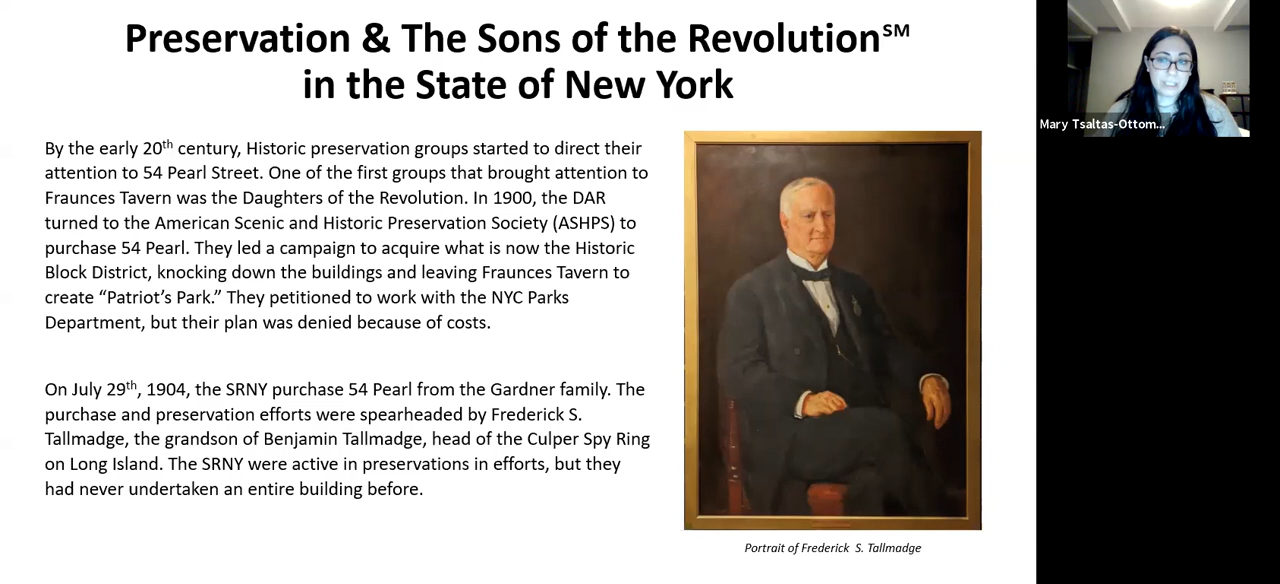 Preservation & The Sons of the Revolution℠
in the State of New York
By the early 20th century, Historic preservation groups started to direct their
attention to 54 Pearl Street. One of the first groups that brought attention to
Fraunces Tavern was the Daughters of the Revolution. In 1900, the DAR
turned to the American Scenic and Historic Preservation Society (ASHPS) to
purchase 54 Pearl. They led a campaign to acquire what is now the Historic
Block District, knocking down the buildings and leaving Fraunces Tavern to
create “Patriot’s Park.” They petitioned to work with the NYC Parks
Department, but their plan was denied because of costs.
On July 29th, 1904, the SRNY purchase 54 Pearl from the Gardner family. The
purchase and preservation efforts were spearheaded by Frederick S.
Tallmadge, the grandson of Benjamin Tallmadge, head of the Culper Spy Ring
on Long Island. The SRNY were active in preservations in efforts, but they
had never undertaken an entire building before.
Portrait of Frederick S. Tallmadge
Mary Tsaltas-Ottom...